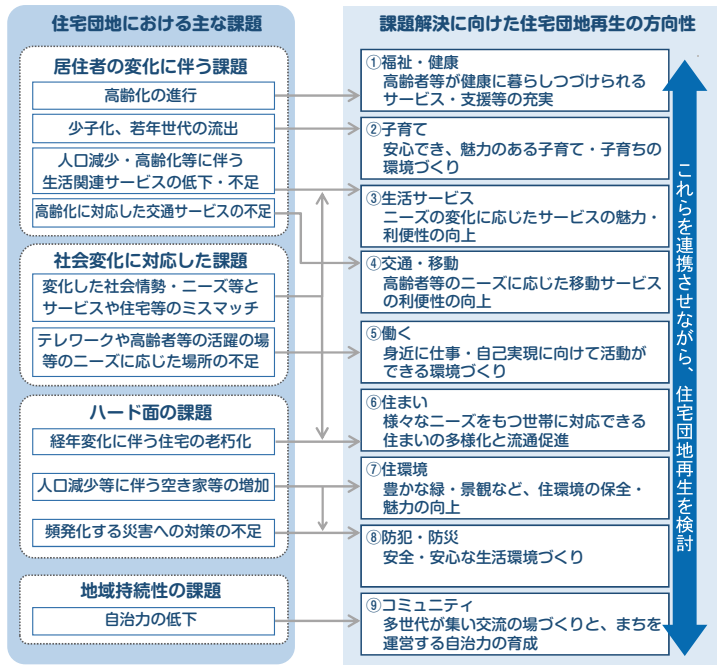 住宅団地における主な課題
居住者の変化に伴う課題
高齢化の進行
少子化、若年世代の流出
人口減少・高齢化等に伴う
生活関連サービスの低下・不足
高齢化に対応した交通サービスの不足
社会変化に対応した課題
変化した社会情勢・ニーズ等と
サービスや住宅等のミスマッチ
テレワークや高齢者等の活躍の場
等のニーズに応じた場所の不足
ハード面の課題
経年変化に伴う住宅の老朽化
人口減少等に伴う空き家等の増加
頻発化する災害への対策の不足
地域持続性の課題
自治力の低下
課題解決に向けた住宅団地再生の方向性
①福祉・健康
高齢者等が健康に暮らしつづけられる
サービス・支援等の充実
②子育て
安心でき、魅力のある子育て・子育ちの
環境づくり
③生活サービス
ニーズの変化に応じたサービスの魅力・
利便性の向上
④交通・移動
高齢者等のニーズに応じた移動サービス
の利便性の向上
⑤働く
身近に仕事・自己実現に向けて活動が
できる環境づくり
⑥住まい
様々なニーズをもつ世帯に対応できる
住まいの多様化と流通促進
⑦住環境
豊かな緑・景観など、住環境の保全・
魅力の向上
⑧防犯・防災
安全・安心な生活環境づくり
⑨コミュニティ
多世代が集い交流の場づくりと、まちを
運営する自治力の育成
これらを連携させながら、住宅団地再生を検討